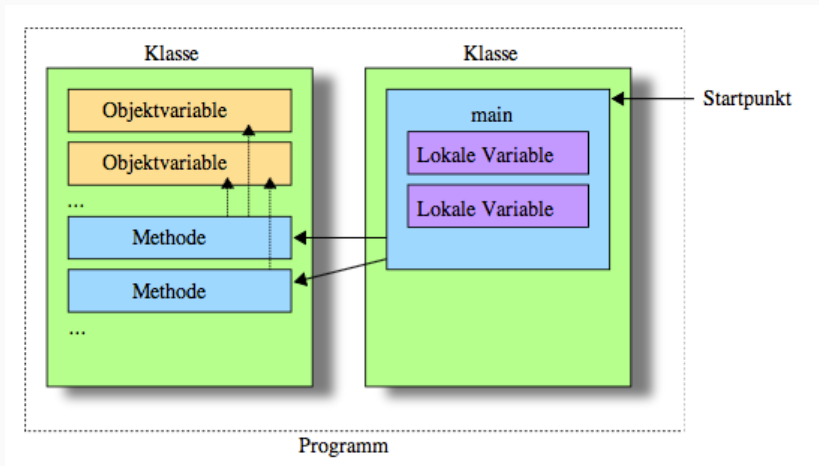 Klasse
Objektvariable
Objektvariable
...
Methode
Methode
...
Klasse
main
Lokale Variable
Lokale Variable
Startpunkt
Programm